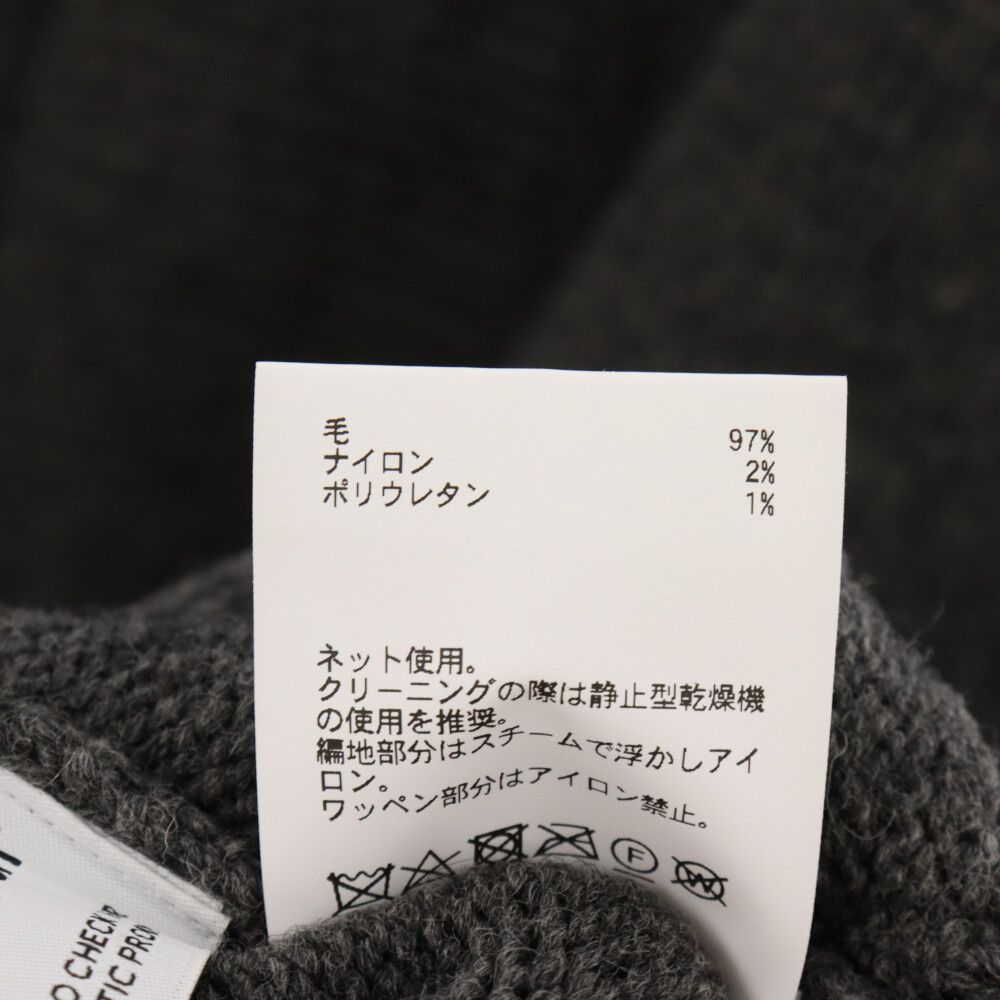 毛 97%
ナイロン 2%
ポリウレタン 1%
ネット使用。
クリーニングの際は静止型乾燥機
の使用を推奨。
編地部分はスチームで浮かしアイ
ロン。
ワッペン部分はアイロン禁止。
F W
O CHECK
TIC PRO